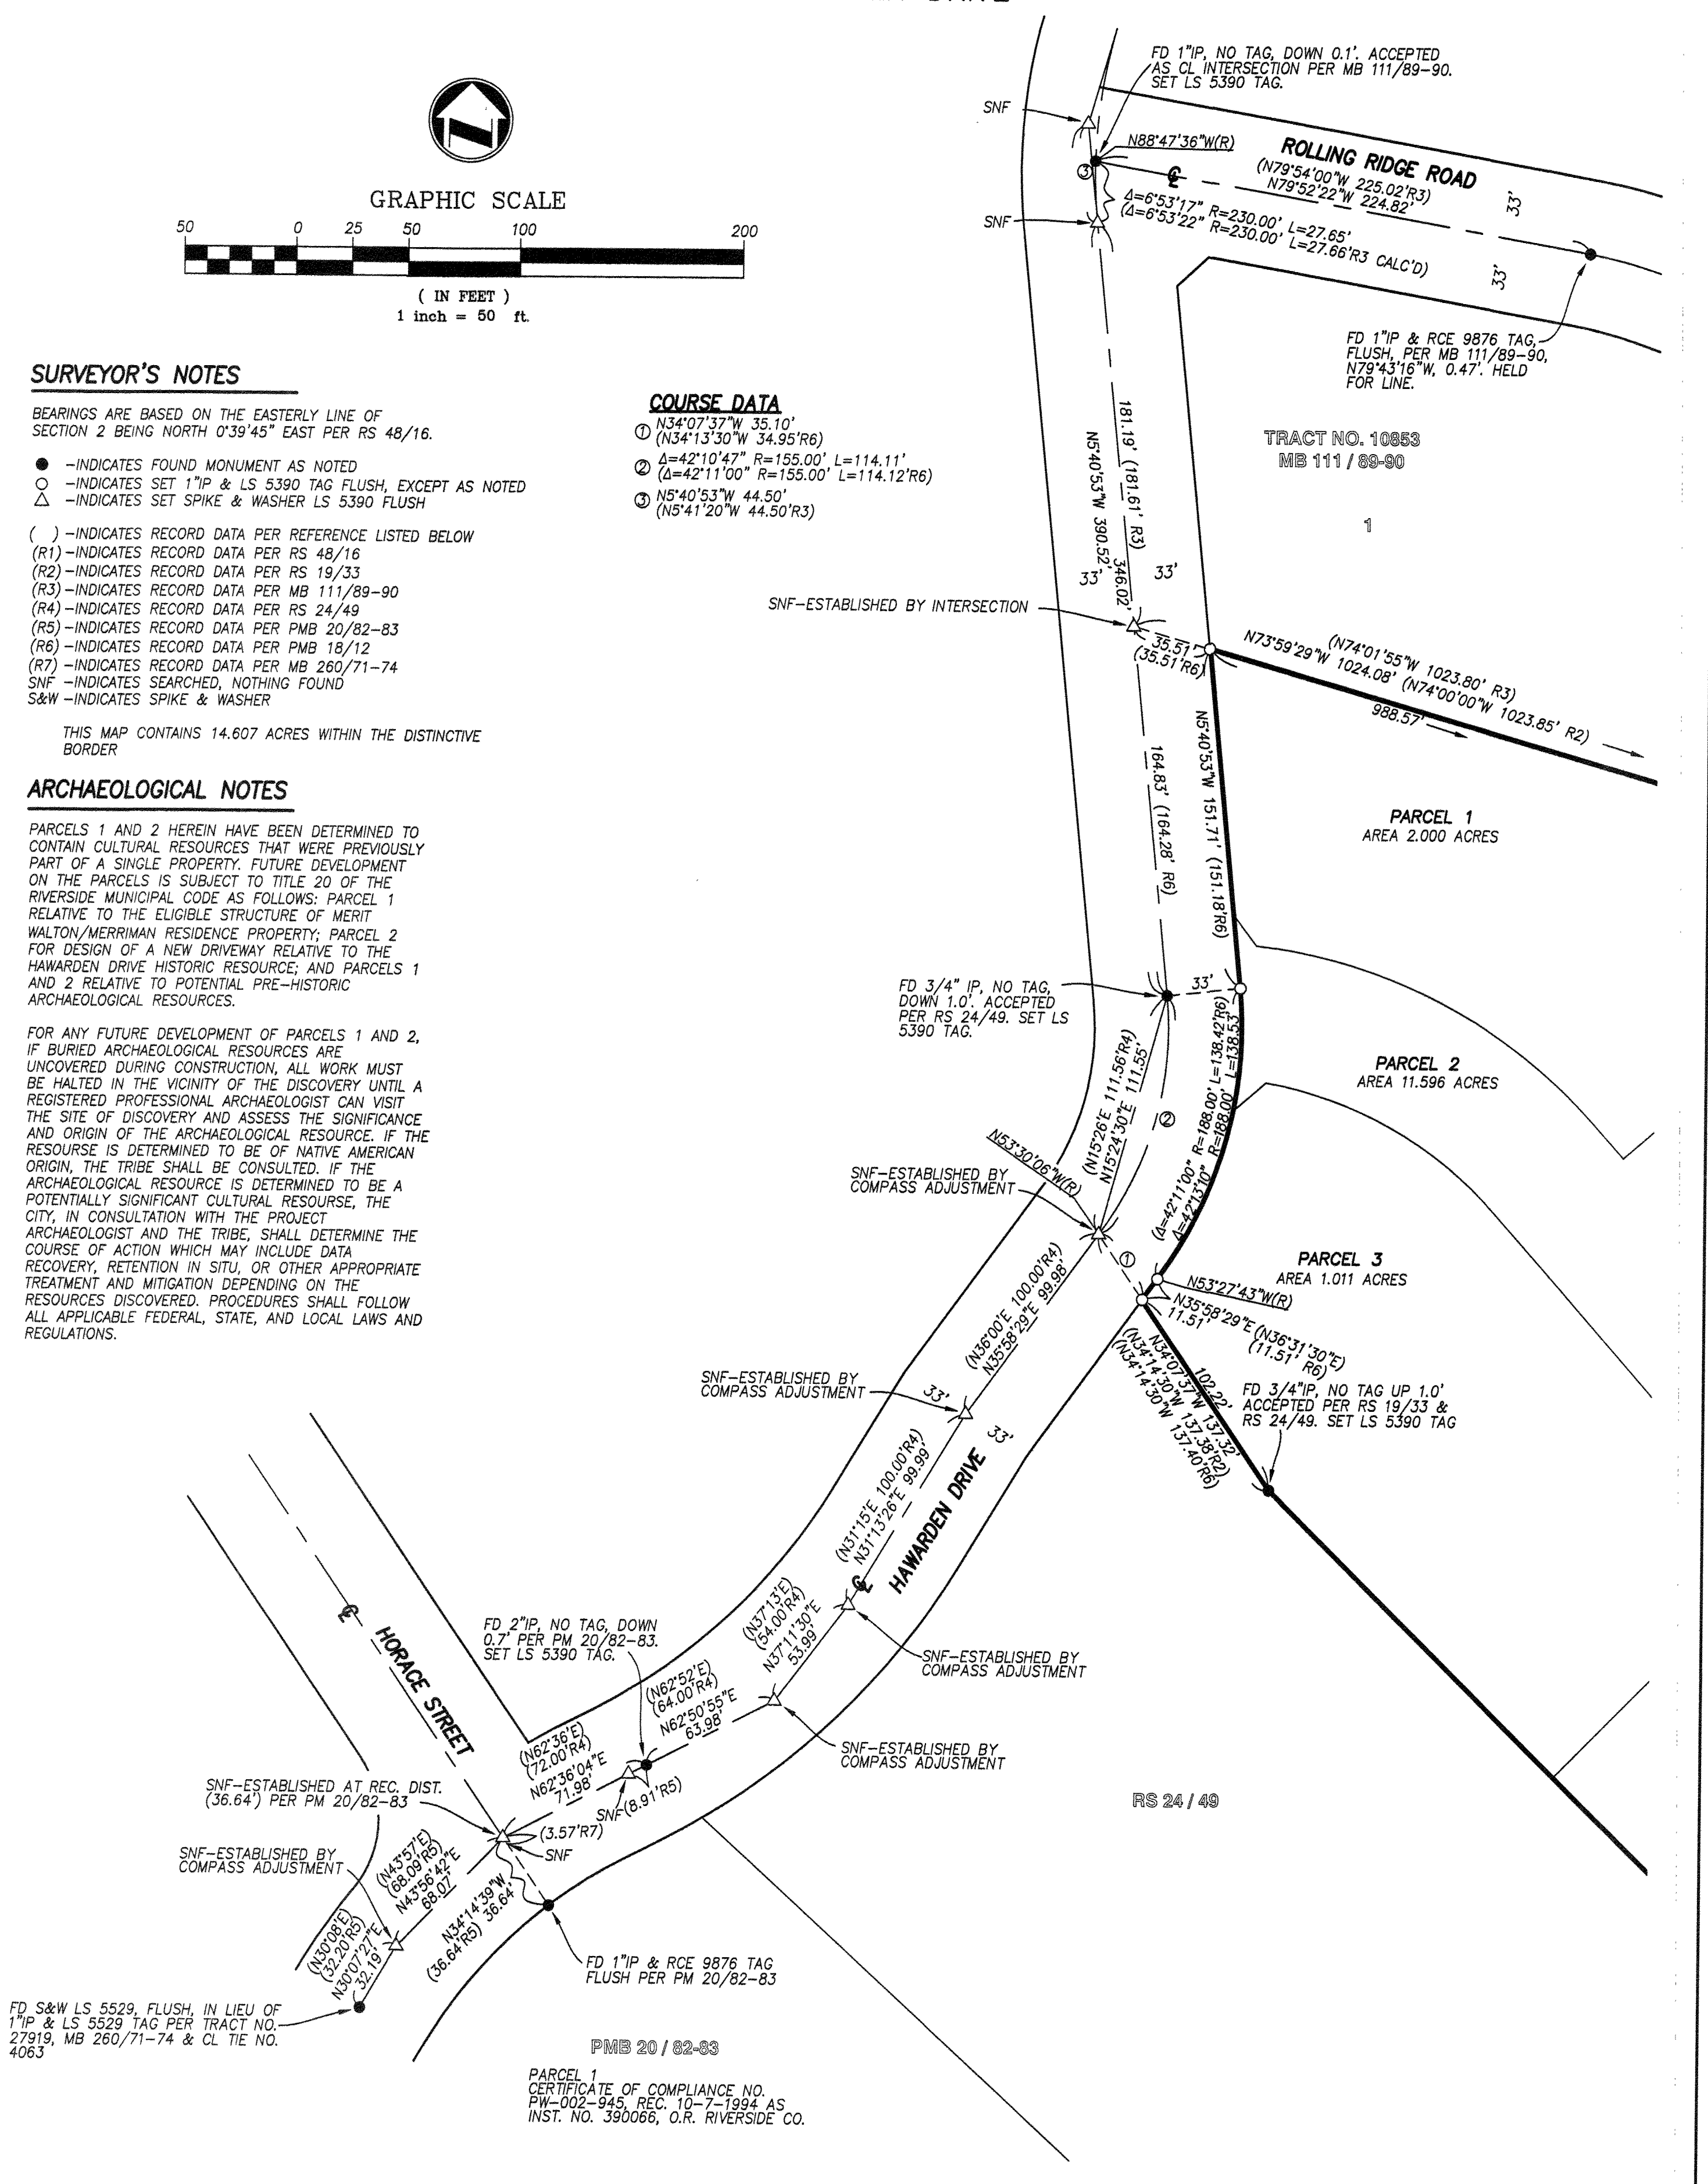 GRAPHIC SCALE
50 0 25 50 100 200
( IN FEET )
1 inch = 50 ft.
SURVEYOR'S NOTES
BEARINGS ARE BASED ON THE EASTERLY LINE OF
SECTION 2 BEING NORTH 0°39'45" EAST PER RS 48/16.
-INDICATES FOUND MONUMENT AS NOTED
-INDICATES SET 1"IP & LS 5390 TAG FLUSH, EXCEPT AS NOTED
-INDICATES SET SPIKE & WASHER LS 5390 FLUSH
( ) -INDICATES RECORD DATA PER REFERENCE LISTED BELOW
(R1) -INDICATES RECORD DATA PER RS 48/16
(R2) -INDICATES RECORD DATA PER RS 19/33
(R3) -INDICATES RECORD DATA PER MB 111/89-90
(R4) -INDICATES RECORD DATA PER RS 24/49
(R5) -INDICATES RECORD DATA PER PMB 20/82-83
(R6) -INDICATES RECORD DATA PER PMB 18/12
(R7) -INDICATES RECORD DATA PER MB 260/71-74
SNF -INDICATES SEARCHED, NOTHING FOUND
S&W -INDICATES SPIKE & WASHER
THIS MAP CONTAINS 14.607 ACRES WITHIN THE DISTINCTIVE
BORDER
ARCHAEOLOGICAL NOTES
PARCELS 1 AND 2 HEREIN HAVE BEEN DETERMINED TO
CONTAIN CULTURAL RESOURCES THAT WERE PREVIOUSLY
PART OF A SINGLE PROPERTY. FUTURE DEVELOPMENT
ON THE PARCELS IS SUBJECT TO TITLE 20 OF THE
RIVERSIDE MUNICIPAL CODE AS FOLLOWS: PARCEL 1
RELATIVE TO THE ELIGIBLE STRUCTURE OF MERIT
WALTON/MERRIMAN RESIDENCE PROPERTY; PARCEL 2
FOR DESIGN OF A NEW DRIVEWAY RELATIVE TO THE
HAWARDEN DRIVE HISTORIC RESOURCE; AND PARCELS 1
AND 2 RELATIVE TO POTENTIAL PRE-HISTORIC
ARCHAEOLOGICAL RESOURCES.
FOR ANY FUTURE DEVELOPMENT OF PARCELS 1 AND 2,
IF BURIED ARCHAEOLOGICAL RESOURCES ARE
UNCOVERED DURING CONSTRUCTION, ALL WORK MUST
BE HALTED IN THE VICINITY OF THE DISCOVERY UNTIL A
REGISTERED PROFESSIONAL ARCHAEOLOGIST CAN VISIT
THE SITE OF DISCOVERY AND ASSESS THE SIGNIFICANCE
AND ORIGIN OF THE ARCHAEOLOGICAL RESOURCE. IF THE
RESOURSE IS DETERMINED TO BE OF NATIVE AMERICAN
ORIGIN, THE TRIBE SHALL BE CONSULTED. IF THE
ARCHAEOLOGICAL RESOURCE IS DETERMINED TO BE A
POTENTIALLY SIGNIFICANT CULTURAL RESOURSE, THE
CITY, IN CONSULTATION WITH THE PROJECT
ARCHAEOLOGIST AND THE TRIBE, SHALL DETERMINE THE
COURSE OF ACTION WHICH MAY INCLUDE DATA
RECOVERY, RETENTION IN SITU, OR OTHER APPROPRIATE
TREATMENT AND MITIGATION DEPENDING ON THE
RESOURCES DISCOVERED. PROCEDURES SHALL FOLLOW
ALL APPLICABLE FEDERAL, STATE, AND LOCAL LAWS AND
REGULATIONS.
COURSE DATA
① N34°07'37"W 35.10'
(N34°13'30"W 34.95'R6)
② Δ=42°10'47" R=155.00' L=114.11'
(Δ=42°11'00" R=155.00' L=114.12'R6)
③ N5°40'53"W 44.50'
(N5°41'20"W 44.50'R3)
FD 1"IP, NO TAG, DOWN 0.1'. ACCEPTED
AS CL INTERSECTION PER MB 111/89-90.
SET LS 5390 TAG.
SNF
N88°47'36"W(R)
③
ROLLING RIDGE ROAD
(N79°54'00"W 225.02'R3)
N79°52'22"W 224.82'
33'
33'
Δ=6°53'17" R=230.00' L=27.65'
(Δ=6°53'22" R=230.00' L=27.66'R3 CALC'D)
SNF
FD 1"IP & RCE 9876 TAG,
FLUSH, PER MB 111/89-90,
N79°43'16"W, 0.47'. HELD
FOR LINE.
TRACT NO. 10853
MB 111 / 89-90
1
181.19' (181.61' R3)
N5°40'53"W 390.52'
346.02'
33'
33'
SNF-ESTABLISHED BY INTERSECTION
35.51'
(35.51'R6)
(N74°01'55"W 1023.80' R3)
N73°59'29"W 1024.08' (N74°00'00"W 1023.85' R2)
988.57'
N5°40'53"W 151.71' (151.18'R6)
164.83' (164.28' R6)
PARCEL 1
AREA 2.000 ACRES
FD 3/4" IP, NO TAG,
DOWN 1.0'. ACCEPTED
PER RS 24/49. SET LS
5390 TAG.
33'
PARCEL 2
AREA 11.596 ACRES
(N15°26'E 111.56'R4)
N15°24'30"E 111.55'
②
(Δ=42°11'00" R=188.00' L=138.42'R6)
Δ=42°13'10" R=188.00' L=138.53'
N53°30'06"W(R)
SNF-ESTABLISHED BY
COMPASS ADJUSTMENT
①
PARCEL 3
AREA 1.011 ACRES
N53°27'43"W(R)
N35°58'29"E (N36°31'30"E)
11.51' (11.51' R6)
(N36°00'E 100.00'R4)
N35°58'29"E 99.98'
102.22'
N34°07'37"W 137.32'
(N34°14'30"W 137.38'R2)
(N34°14'30"W 137.40'R6)
FD 3/4"IP, NO TAG UP 1.0'
ACCEPTED PER RS 19/33 &
RS 24/49. SET LS 5390 TAG
SNF-ESTABLISHED BY
COMPASS ADJUSTMENT
33'
33'
(N31°15'E 100.00'R4)
N31°13'26"E 99.99'
HAWARDEN DRIVE
SNF-ESTABLISHED BY
COMPASS ADJUSTMENT
(N37°13'E)
(54.00'R4)
N37°11'30"E
53.99'
HORACE STREET
FD 2"IP, NO TAG, DOWN
0.7' PER PM 20/82-83.
SET LS 5390 TAG.
(N62°52'E)
(64.00'R4)
N62°50'55"E
63.98'
SNF-ESTABLISHED BY
COMPASS ADJUSTMENT
(N62°36'E)
(72.00'R4)
N62°36'04"E
71.98'
SNF (8.91'R5)
(3.57'R7)
SNF
SNF-ESTABLISHED AT REC. DIST.
(36.64') PER PM 20/82-83
SNF-ESTABLISHED BY
COMPASS ADJUSTMENT
(N43°57'E)
(68.09'R5)
N43°56'42"E
68.07'
N34°14'39"W
(36.64'R5) 36.64'
(N30°08'E)
(32.20'R5)
N30°07'27"E
32.19'
FD 1"IP & RCE 9876 TAG
FLUSH PER PM 20/82-83
FD S&W LS 5529, FLUSH, IN LIEU OF
1"IP & LS 5529 TAG PER TRACT NO.
27919, MB 260/71-74 & CL TIE NO.
4063
RS 24 / 49
PMB 20 / 82-83
PARCEL 1
CERTIFICATE OF COMPLIANCE NO.
PW-002-945, REC. 10-7-1994 AS
INST. NO. 390066, O.R. RIVERSIDE CO.